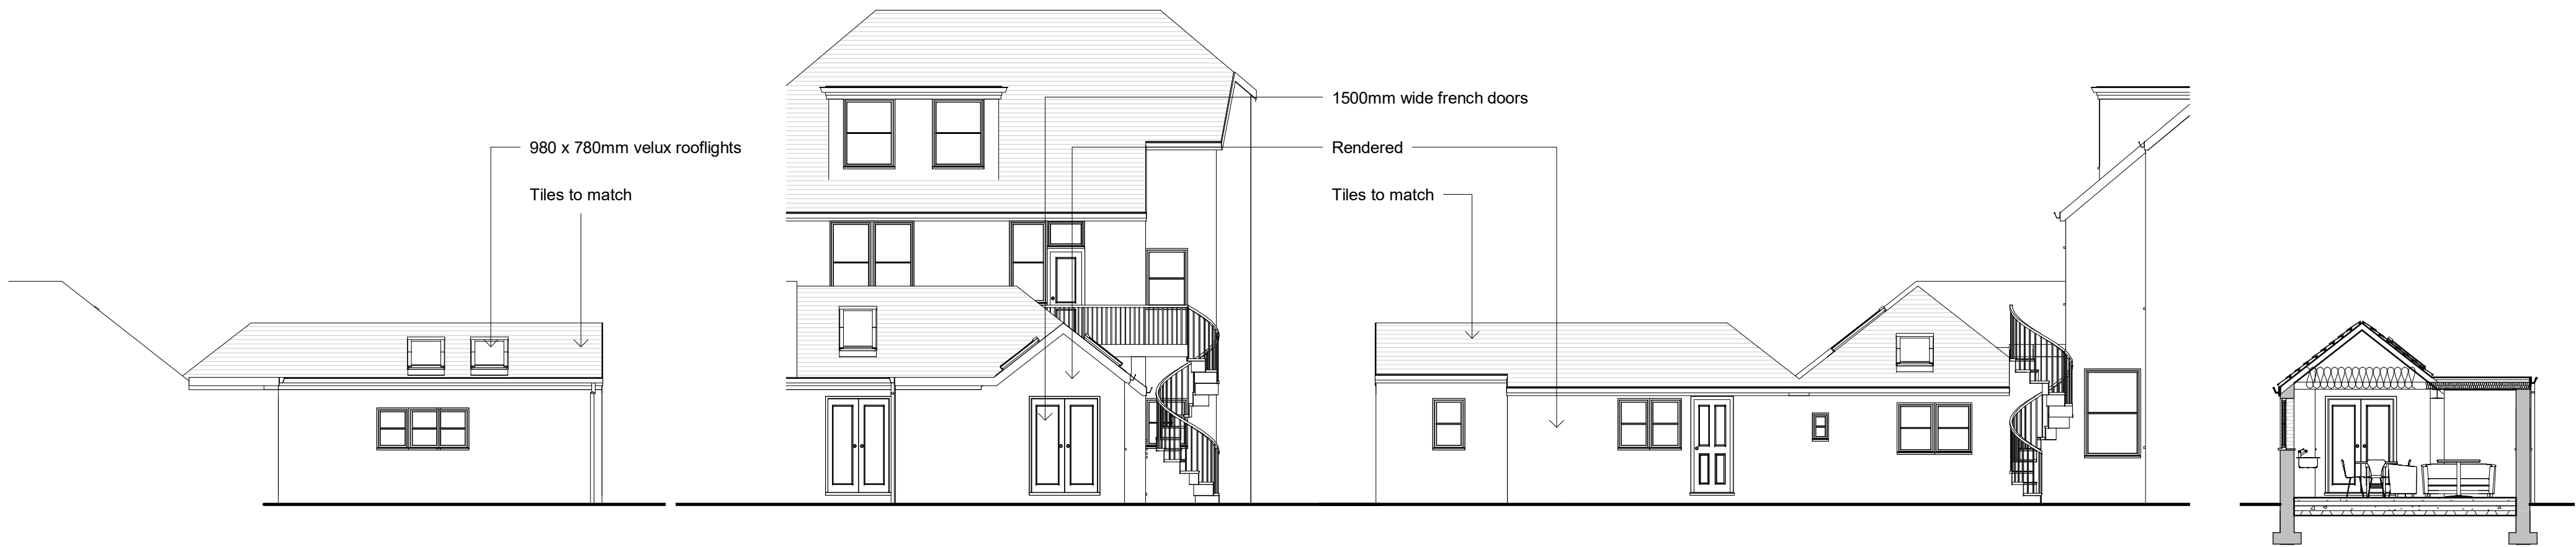 980 x 780mm velux rooflights
Tiles to match
1500mm wide french doors
Rendered
Tiles to match